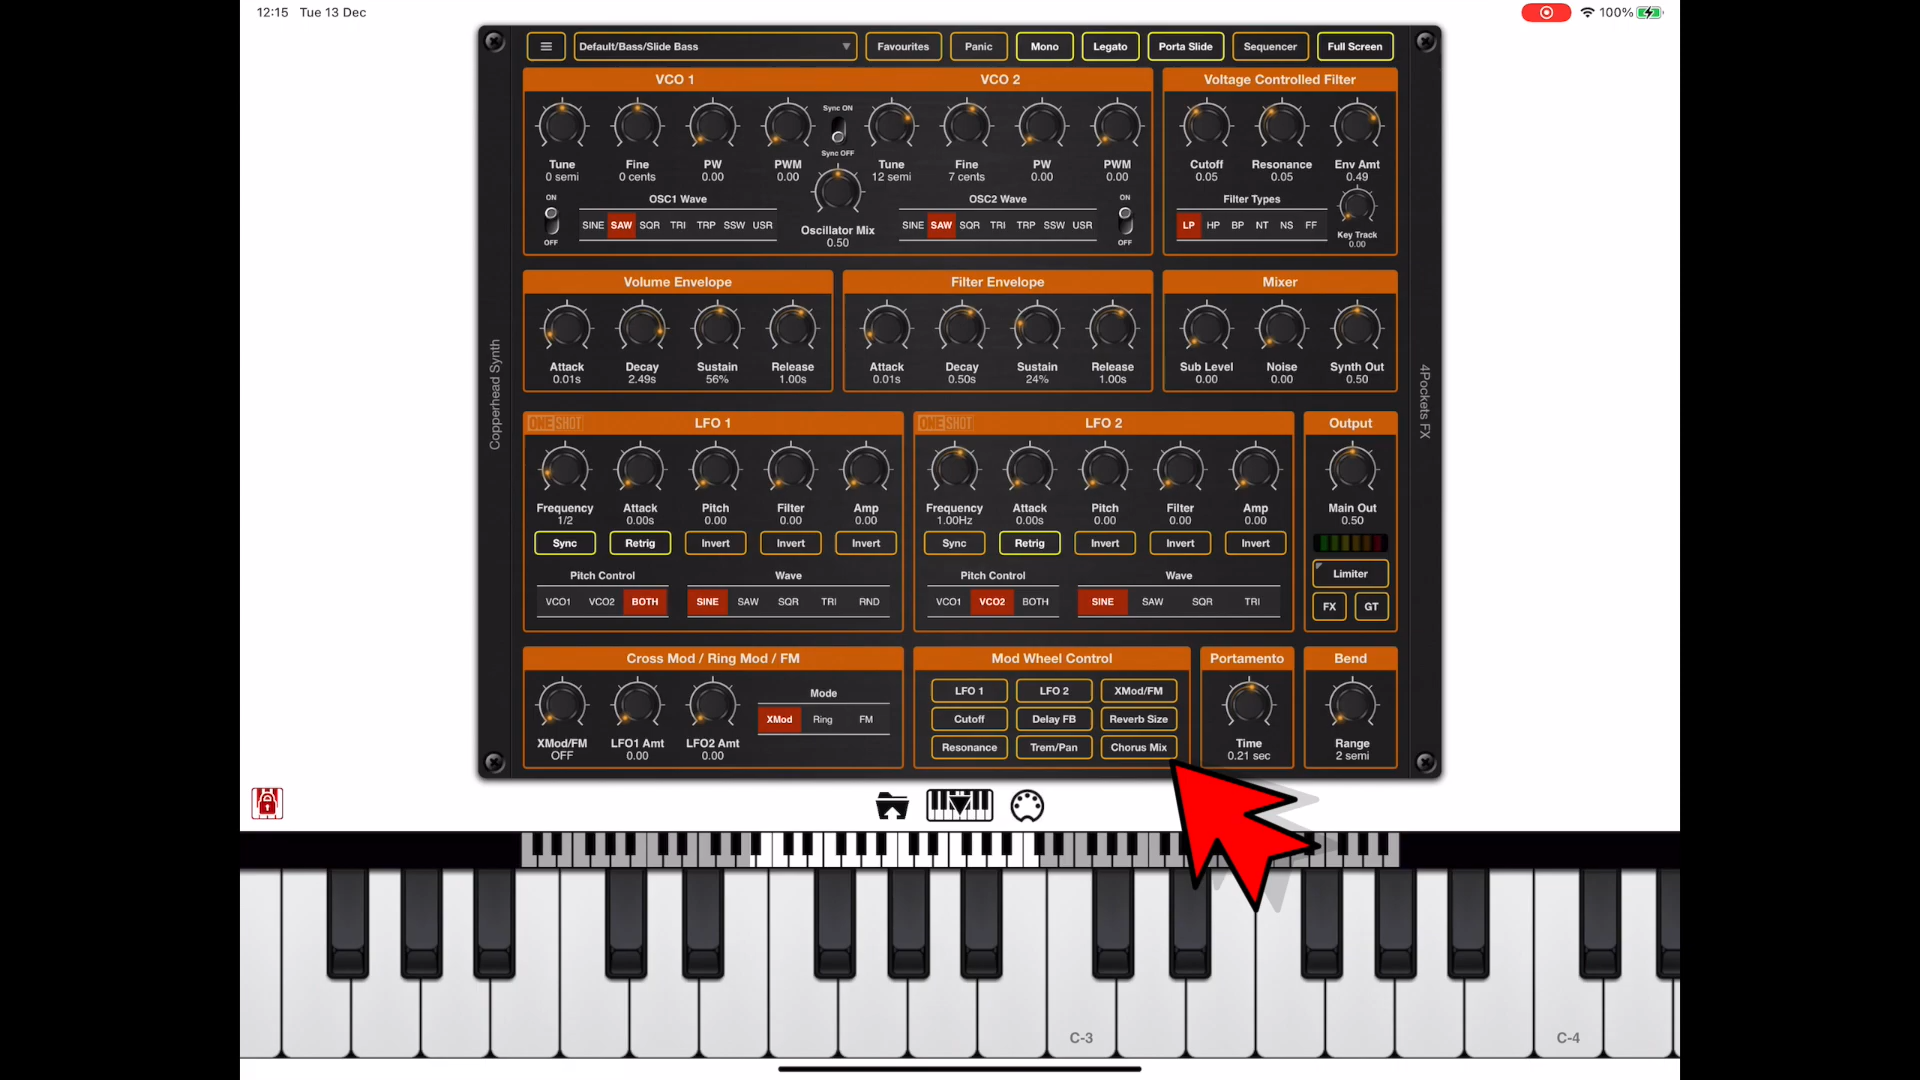 12:15 Tue 13 Dec
100%
Default/Bass/Slide Bass
Favourites
Panic
Mono
Legato
Porta Slide
Sequencer
Full Screen
VCO 1
VCO 2
Voltage Controlled Filter
Sync ON
Sync OFF
Tune
0 semi
Fine
0 cents
PW
0.00
PWM
0.00
Tune
12 semi
Fine
7 cents
PW
0.00
PWM
0.00
Cutoff
0.05
Resonance
0.05
Env Amt
0.49
ON
OFF
OSC1 Wave
SINE SAW SQR TRI TRP SSW USR
Oscillator Mix
0.50
OSC2 Wave
SINE SAW SQR TRI TRP SSW USR
ON
OFF
Filter Types
LP HP BP NT NS FF
Key Track
0.00
Volume Envelope
Attack
0.01s
Decay
2.49s
Sustain
56%
Release
1.00s
Filter Envelope
Attack
0.01s
Decay
0.50s
Sustain
24%
Release
1.00s
Mixer
Sub Level
0.00
Noise
0.00
Synth Out
0.50
Copperhead Synth
4Pockets FX
ONE SHOT
LFO 1
Frequency
1/2
Attack
0.00s
Pitch
0.00
Filter
0.00
Amp
0.00
Sync
Retrig
Invert
Invert
Invert
Pitch Control
VCO1 VCO2 BOTH
Wave
SINE SAW SQR TRI RND
ONE SHOT
LFO 2
Frequency
1.00Hz
Attack
0.00s
Pitch
0.00
Filter
0.00
Amp
0.00
Sync
Retrig
Invert
Invert
Invert
Pitch Control
VCO1 VCO2 BOTH
Wave
SINE SAW SQR TRI
Output
Main Out
0.50
Limiter
FX
GT
Cross Mod / Ring Mod / FM
XMod/FM
OFF
LFO1 Amt
0.00
LFO2 Amt
0.00
Mode
XMod Ring FM
Mod Wheel Control
LFO 1
LFO 2
XMod/FM
Cutoff
Delay FB
Reverb Size
Resonance
Trem/Pan
Chorus Mix
Portamento
Time
0.21 sec
Bend
Range
2 semi
C-3
C-4